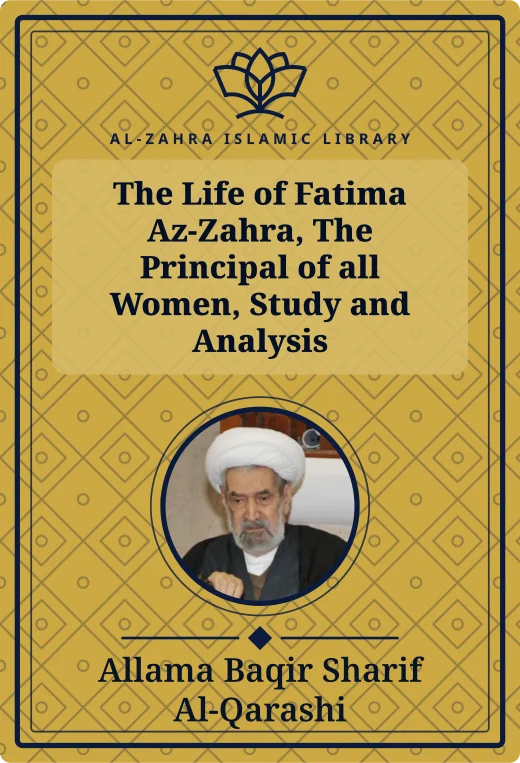 AL-ZAHRA ISLAMIC LIBRARY
The Life of Fatima
Az-Zahra, The
Principal of all
Women, Study and
Analysis
Allama Baqir Sharif
Al-Qarashi